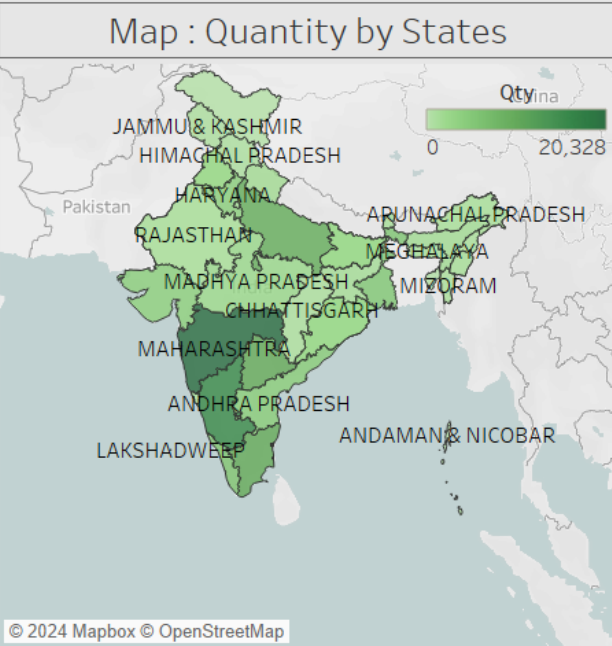 Map : Quantity by States
Qty
China
0
20,328
JAMMU & KASHMIR
HIMACHAL PRADESH
HARYANA
Pakistan
ARUNACHAL PRADESH
RAJASTHAN
MEGHALAYA
MADHYA PRADESH
MIZORAM
CHHATTISGARH
MAHARASHTRA
ANDHRA PRADESH
ANDAMAN & NICOBAR
LAKSHADWEEP
© 2024 Mapbox © OpenStreetMap